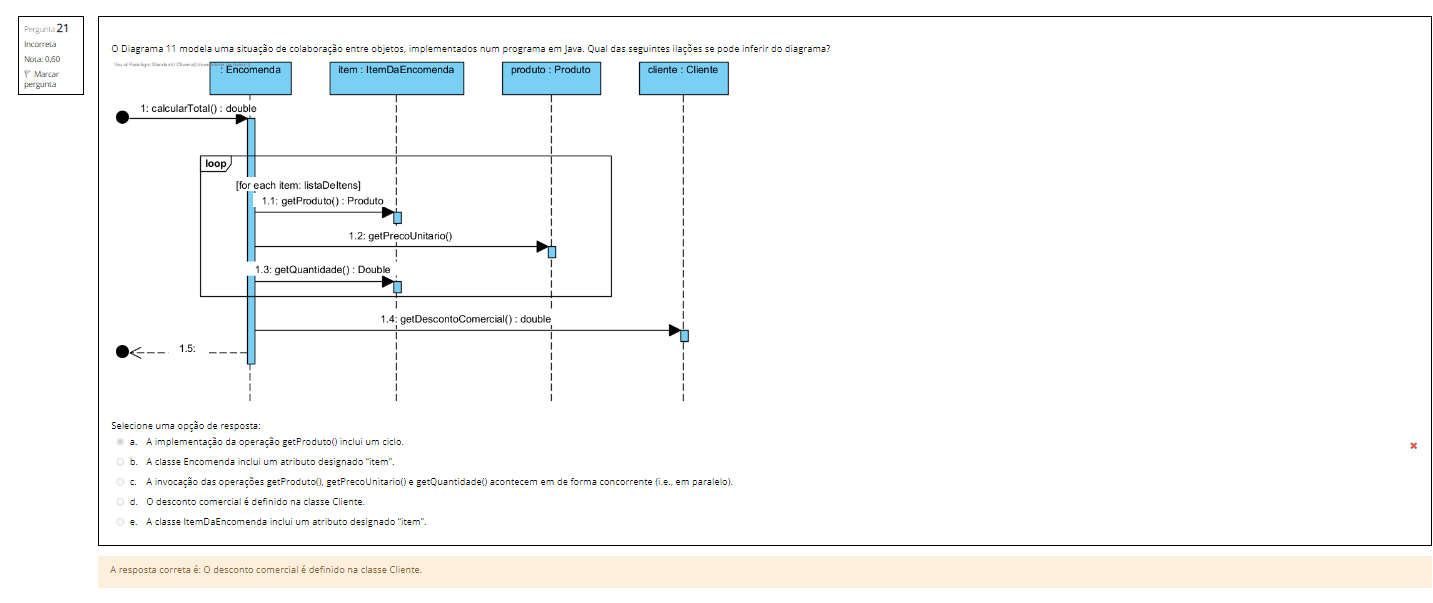 Pergunta 21
Incorreta
Nota: 0,60
Marcar
pergunta
O Diagrama 11 modela uma situação de colaboração entre objetos, implementados num programa em Java. Qual das seguintes ilações se pode inferir do diagrama?
: Encomenda
item : ItemDaEncomenda
produto : Produto
cliente : Cliente
1: calcularTotal() : double
loop
[for each item: listaDeItens]
1.1: getProduto() : Produto
1.2: getPrecoUnitario()
1.3: getQuantidade() : Double
1.4: getDescontoComercial() : double
1.5:
Selecione uma opção de resposta:
a. A implementação da operação getProduto() inclui um ciclo.
b. A classe Encomenda inclui um atributo designado “item”.
c. A invocação das operações getProduto(), getPrecoUnitario() e getQuantidade() acontecem em de forma concorrente (i.e., em paralelo).
d. O desconto comercial é definido na classe Cliente.
e. A classe ItemDaEncomenda inclui um atributo designado “item”.
A resposta correta é: O desconto comercial é definido na classe Cliente.